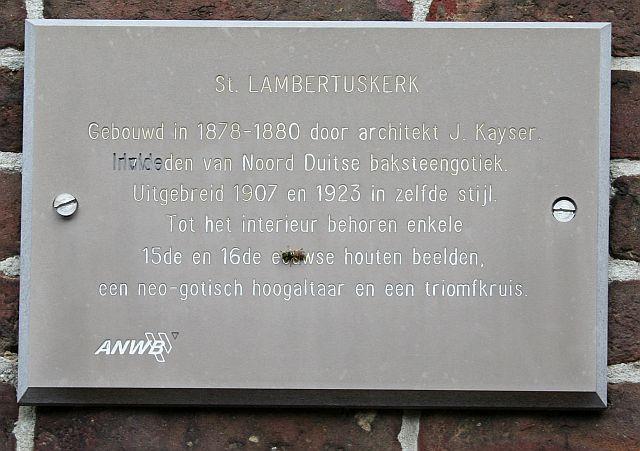 St. LAMBERTUSKERK
Gebouwd in 1878-1880 door architekt J. Kayser.
van Noord Duitse baksteengotiek.
Uitgebreid 1907 en 1923 in zelfde stijl.
Tot het interieur behoren enkele
15de en 16de houten beelden,
een neo-gotisch hoogaltaar en een triomfkruis.
ANWB